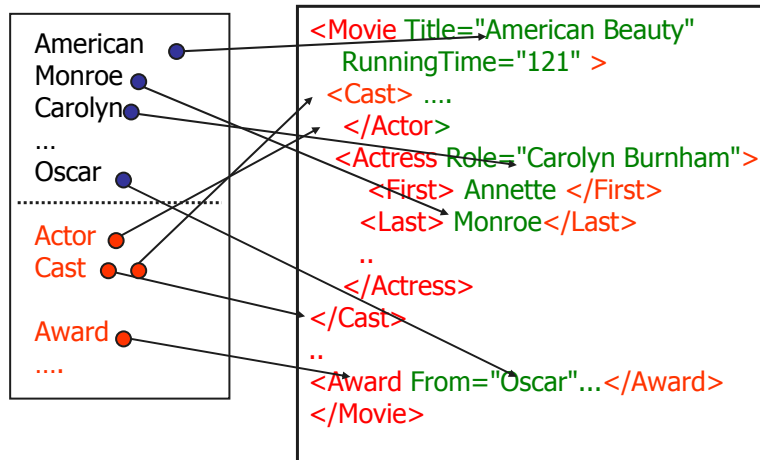 American
Monroe
Carolyn
...
Oscar
Actor
Cast
Award
....
<Movie Title="American Beauty"
RunningTime="121" >
<Cast> ....
</Actor>
<Actress Role="Carolyn Burnham">
<First> Annette </First>
<Last> Monroe</Last>
..
</Actress>
</Cast>
..
<Award From="Oscar"...</Award>
</Movie>